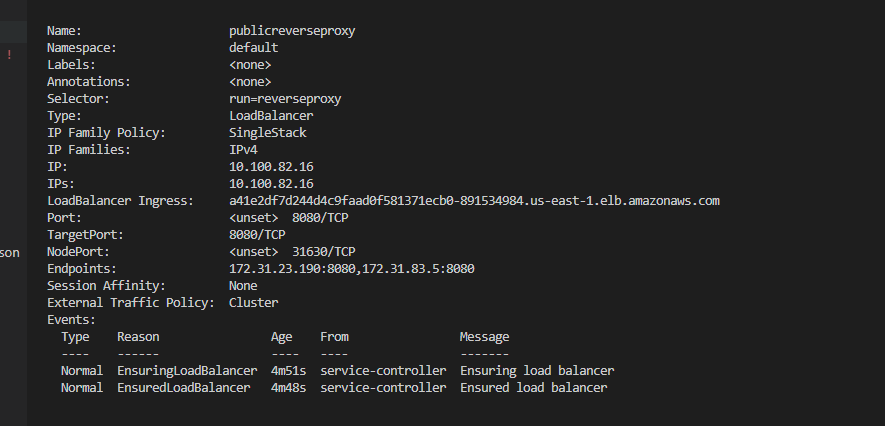 Name: publicreverseproxy
Namespace: default
Labels: <none>
Annotations: <none>
Selector: run=reverseproxy
Type: LoadBalancer
IP Family Policy: SingleStack
IP Families: IPv4
IP: 10.100.82.16
IPs: 10.100.82.16
LoadBalancer Ingress: a41e2df7d244d4c9faad0f581371ecb0-891534984.us-east-1.elb.amazonaws.com
Port: <unset> 8080/TCP
TargetPort: 8080/TCP
NodePort: <unset> 31630/TCP
Endpoints: 172.31.23.190:8080,172.31.83.5:8080
Session Affinity: None
External Traffic Policy: Cluster
Events:
Type Reason Age From Message
---- ------ ---- ---- -------
Normal EnsuringLoadBalancer 4m51s service-controller Ensuring load balancer
Normal EnsuredLoadBalancer 4m48s service-controller Ensured load balancer
!
son